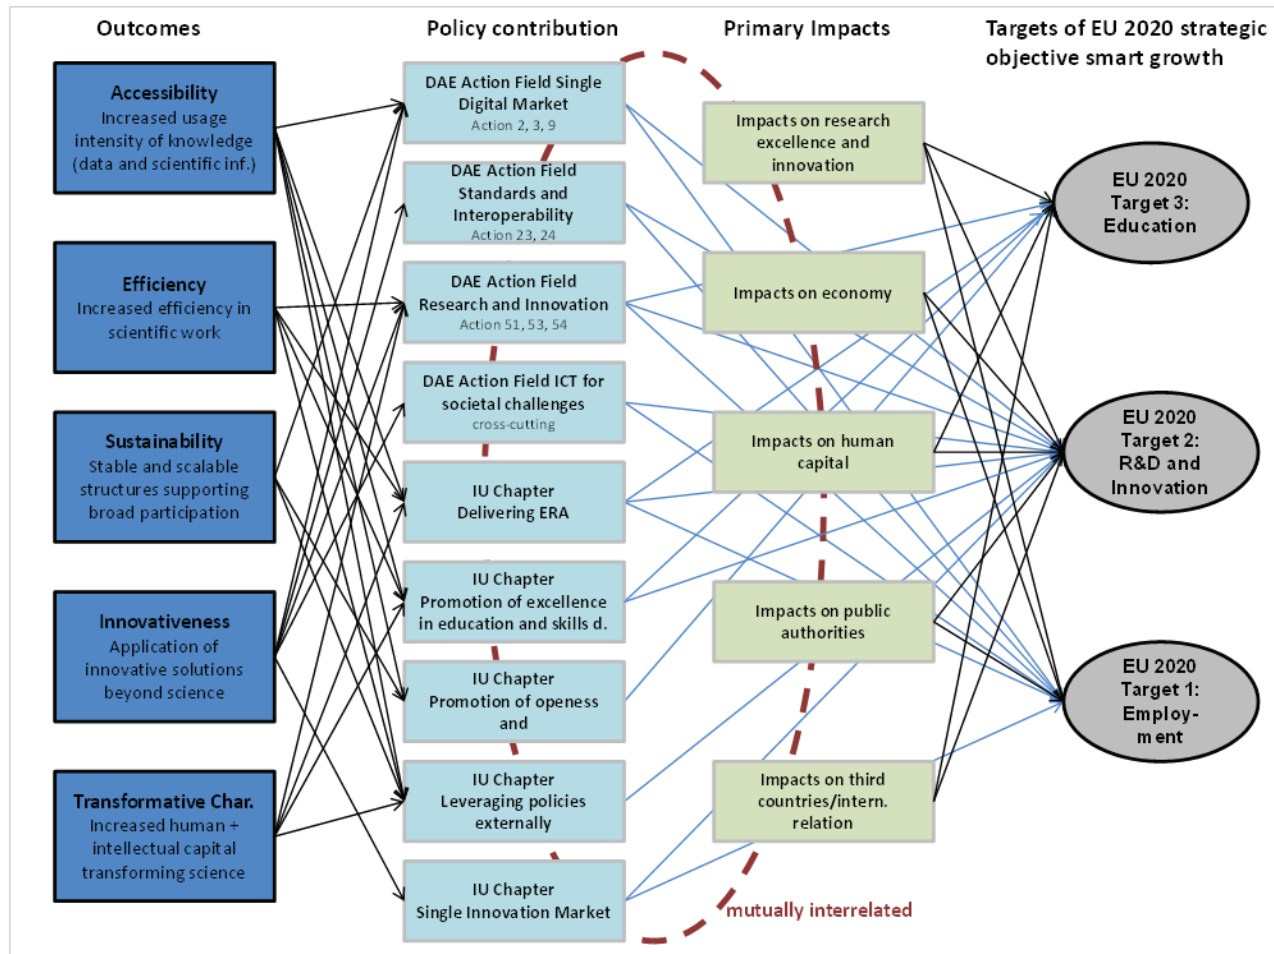 Outcomes
Policy contribution
Primary Impacts
Targets of EU 2020 strategic
objective smart growth
Accessibility
Increased usage
intensity of knowledge
(data and scientific inf.)
Efficiency
Increased efficiency in
scientific work
Sustainability
Stable and scalable
structures supporting
broad participation
Innovativeness
Application of
innovative solutions
beyond science
Transformative Char.
Increased human +
intellectual capital
transforming science
DAE Action Field Single
Digital Market
Action 2, 3, 9
DAE Action Field
Standards and
Interoperability
Action 23, 24
DAE Action Field
Research and Innovation
Action 51, 53, 54
DAE Action Field ICT for
societal challenges
cross-cutting
IU Chapter
Delivering ERA
IU Chapter
Promotion of excellence
in education and skills d.
IU Chapter
Promotion of openess
and
IU Chapter
Leveraging policies
externally
IU Chapter
Single Innovation Market
Impacts on research
excellence and
innovation
Impacts on economy
Impacts on human
capital
Impacts on public
authorities
Impacts on third
countries/intern.
relation
mutually interrelated
EU 2020
Target 3:
Education
EU 2020
Target 2:
R&D and
Innovation
EU 2020
Target 1:
Employ-
ment